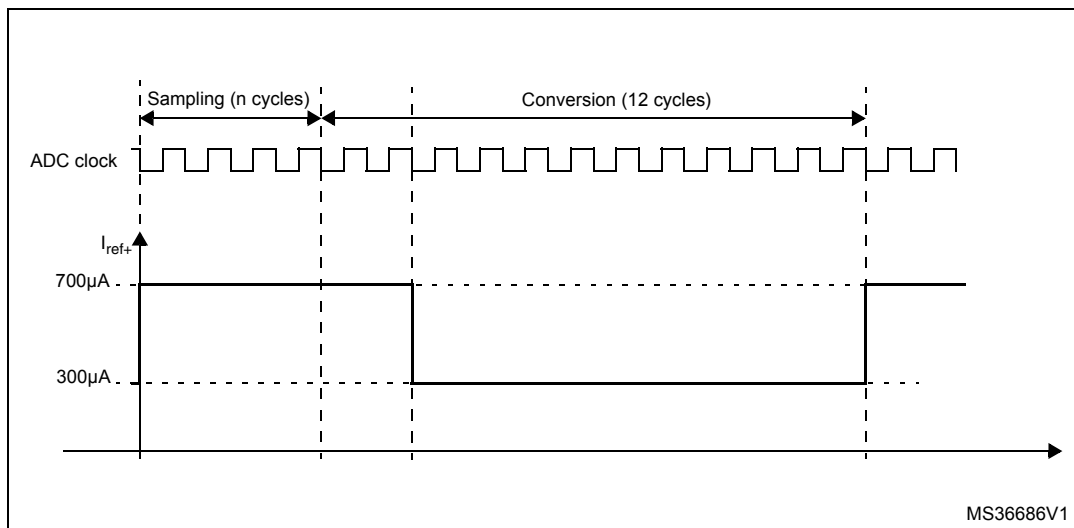 Sampling (n cycles)
Conversion (12 cycles)
ADC clock
Iref+
700µA
300µA
MS36686V1